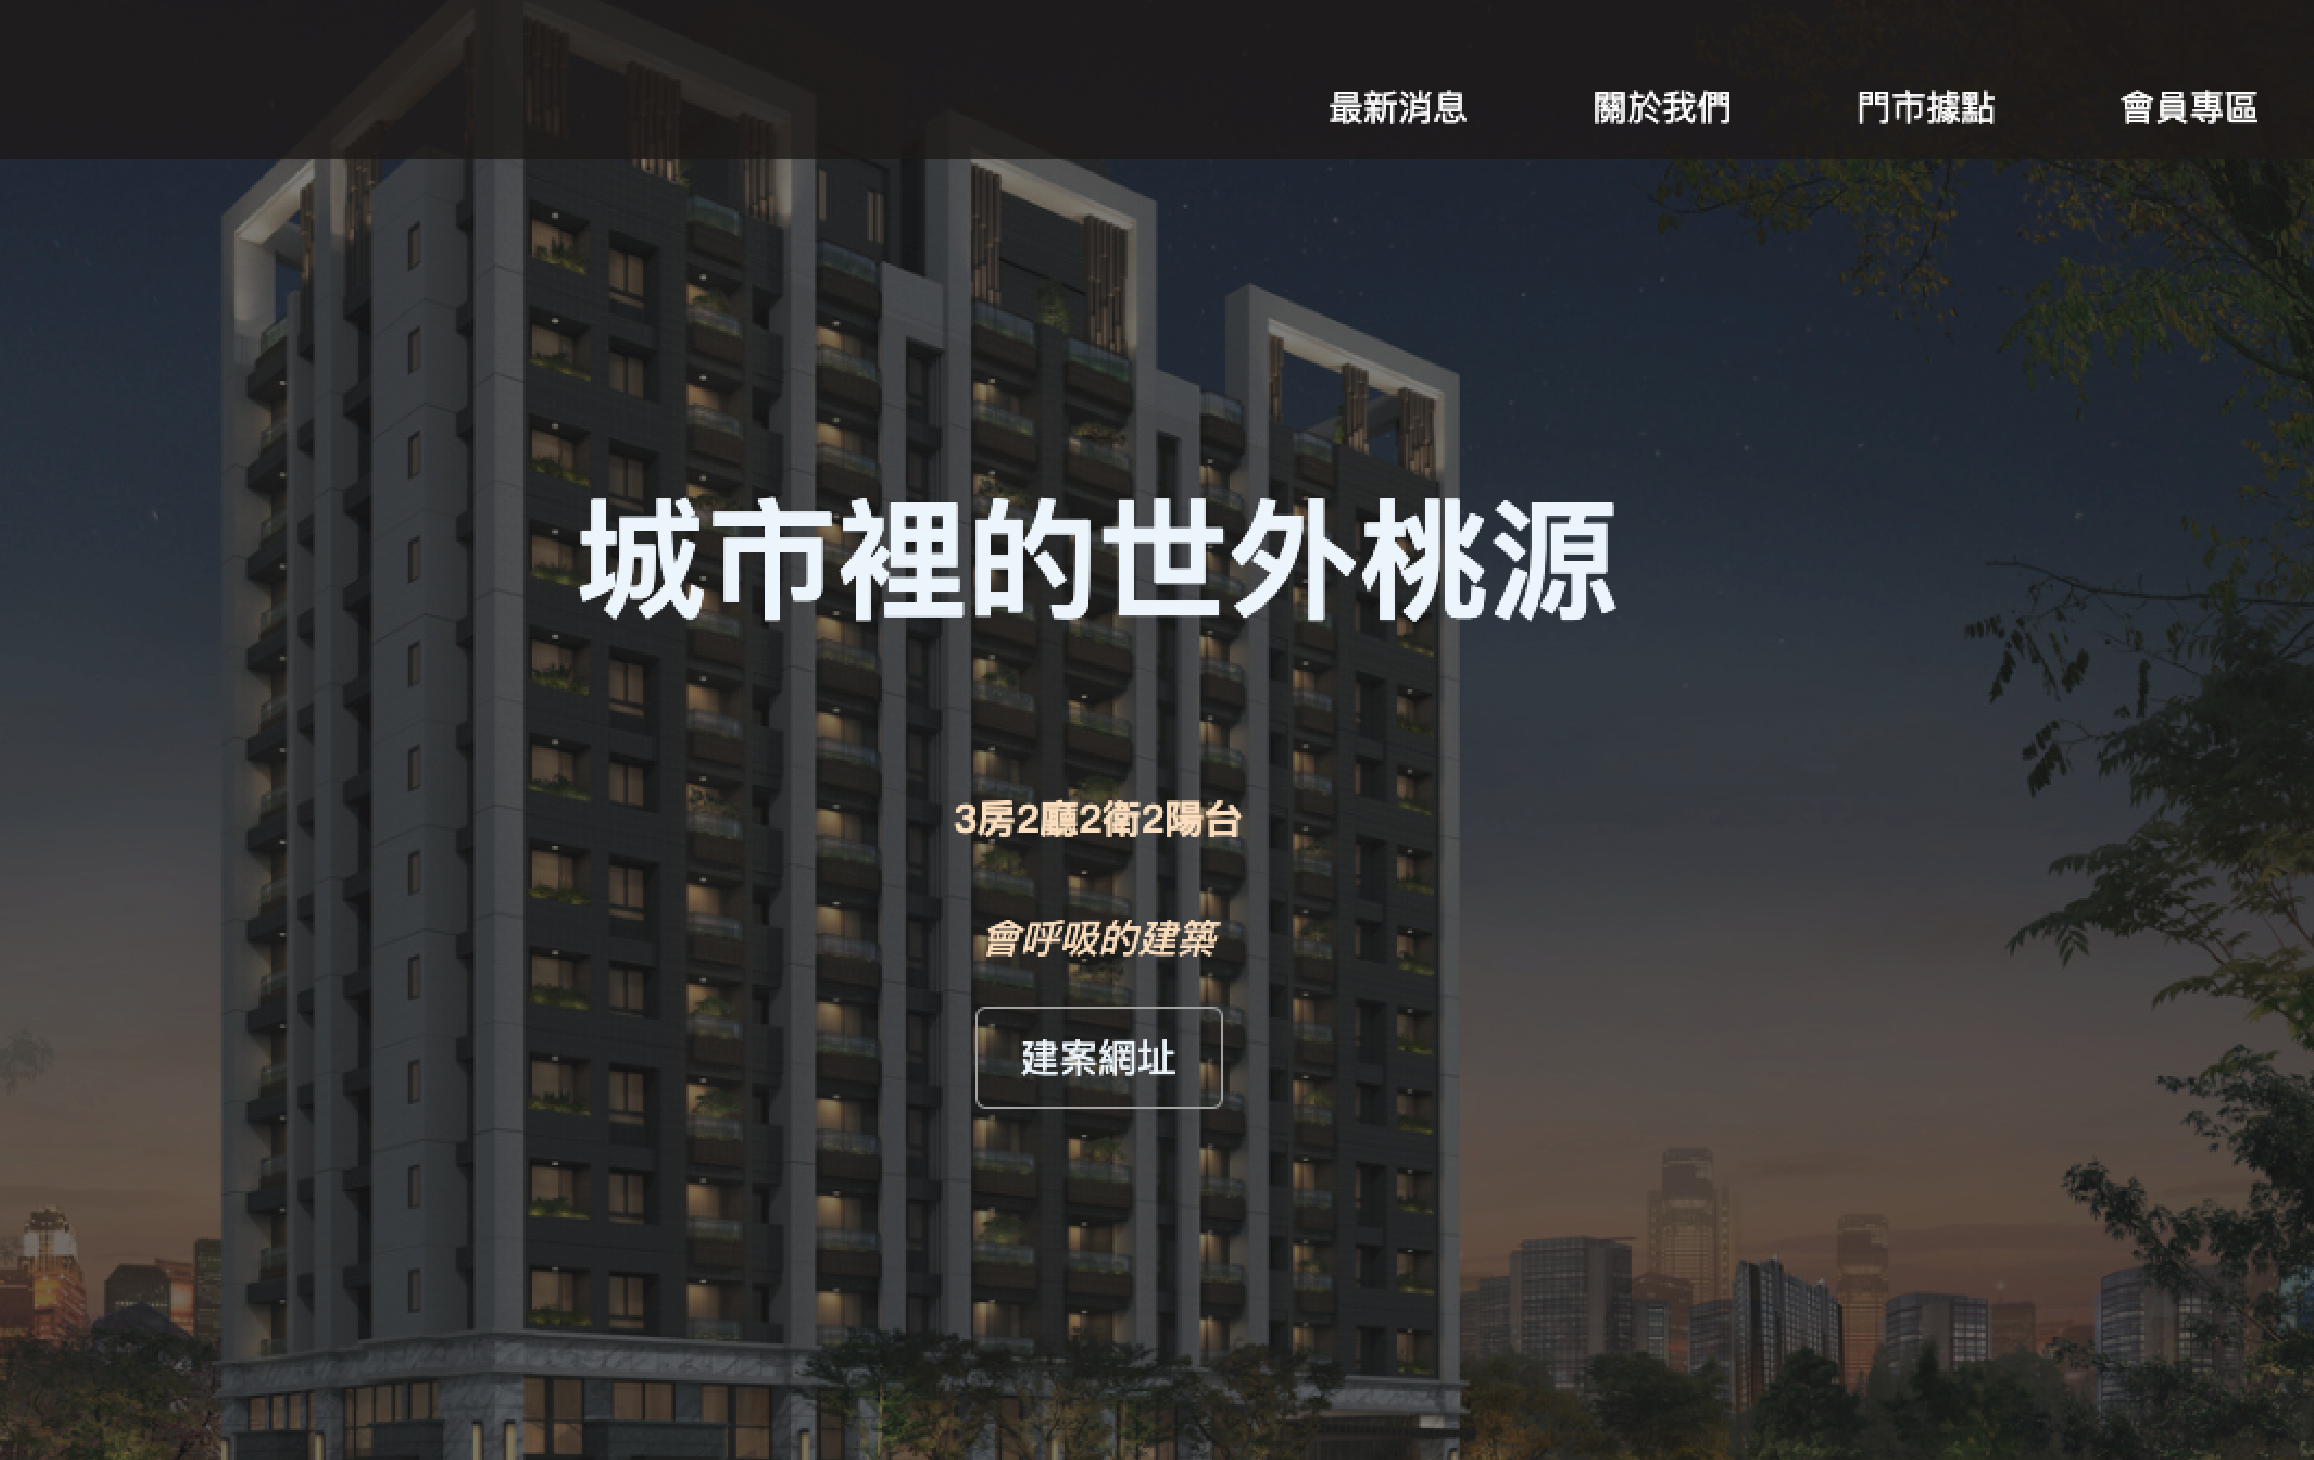 最新消息 關於我們 門市據點 會員專區
城市裡的世外桃源
3房2廳2衛2陽台
會呼吸的建築
建案網址